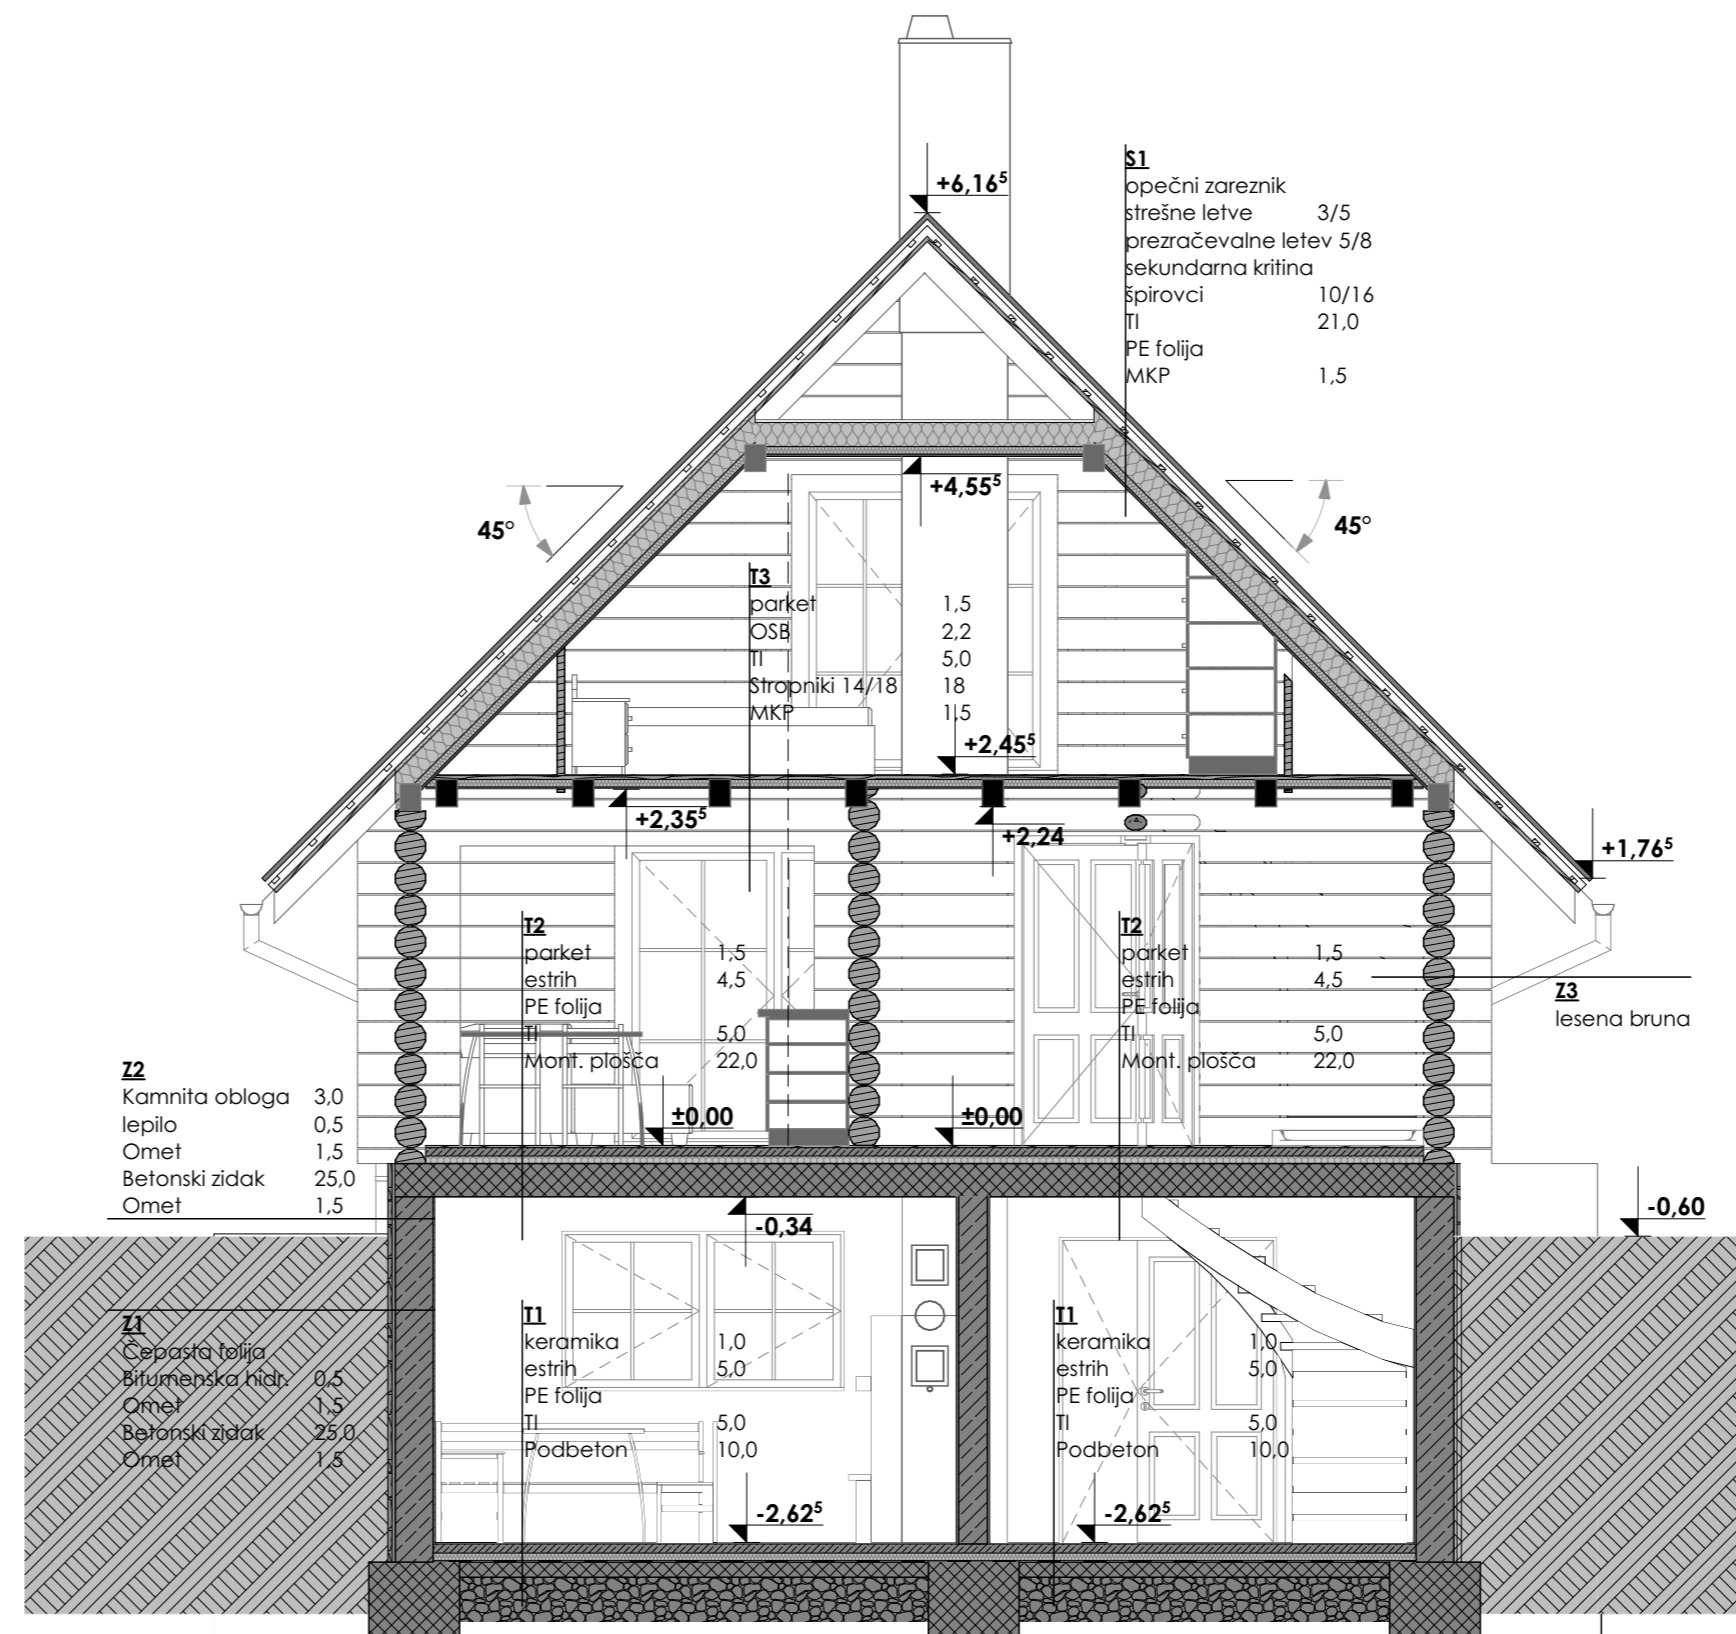 +6,16⁵
S1
opečni zareznik
strešne letve 3/5
prezračevalne letev 5/8
sekundarna kritina
špirovci 10/16
TI 21,0
PE folija
MKP 1,5
+4,55⁵
45°
45°
T3
parket 1,5
OSB 2,2
TI 5,0
Stropniki 14/18 18
MKP 1,5
+2,45⁵
+2,35⁵
+2,24
+1,76⁵
T2
parket 1,5
estrih 4,5
PE folija
TI 5,0
Mont. plošča 22,0
T2
parket 1,5
estrih 4,5
PE folija
TI 5,0
Mont. plošča 22,0
Z3
lesena bruna
Z2
Kamnita obloga 3,0
lepilo 0,5
Omet 1,5
Betonski zidak 25,0
Omet 1,5
±0,00
±0,00
-0,60
-0,34
Z1
Čepasta folija
Bitumenska hidr. 0,5
Omet 1,5
Betonski zidak 25,0
Omet 1,5
T1
keramika 1,0
estrih 5,0
PE folija
TI 5,0
Podbeton 10,0
T1
keramika 1,0
estrih 5,0
PE folija
TI 5,0
Podbeton 10,0
-2,62⁵
-2,62⁵